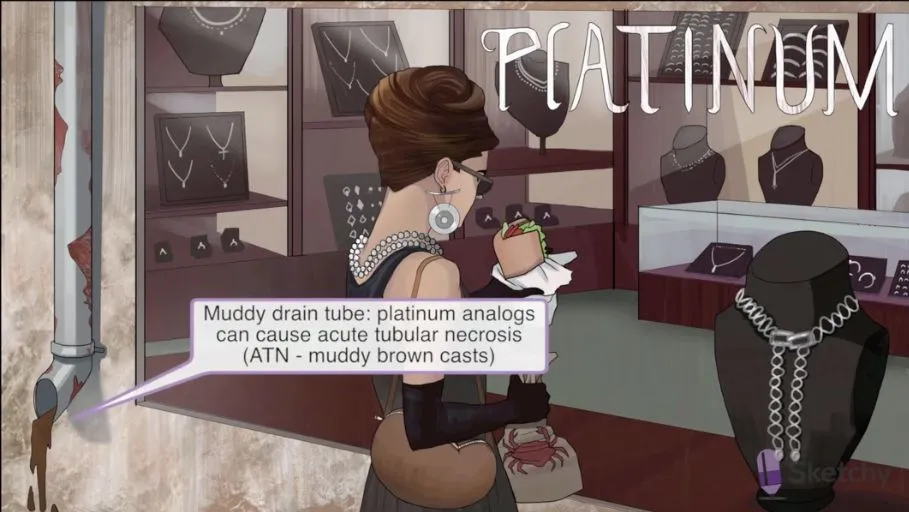 PLATINUM
Muddy drain tube: platinum analogs
can cause acute tubular necrosis
(ATN - muddy brown casts)
Sketchy